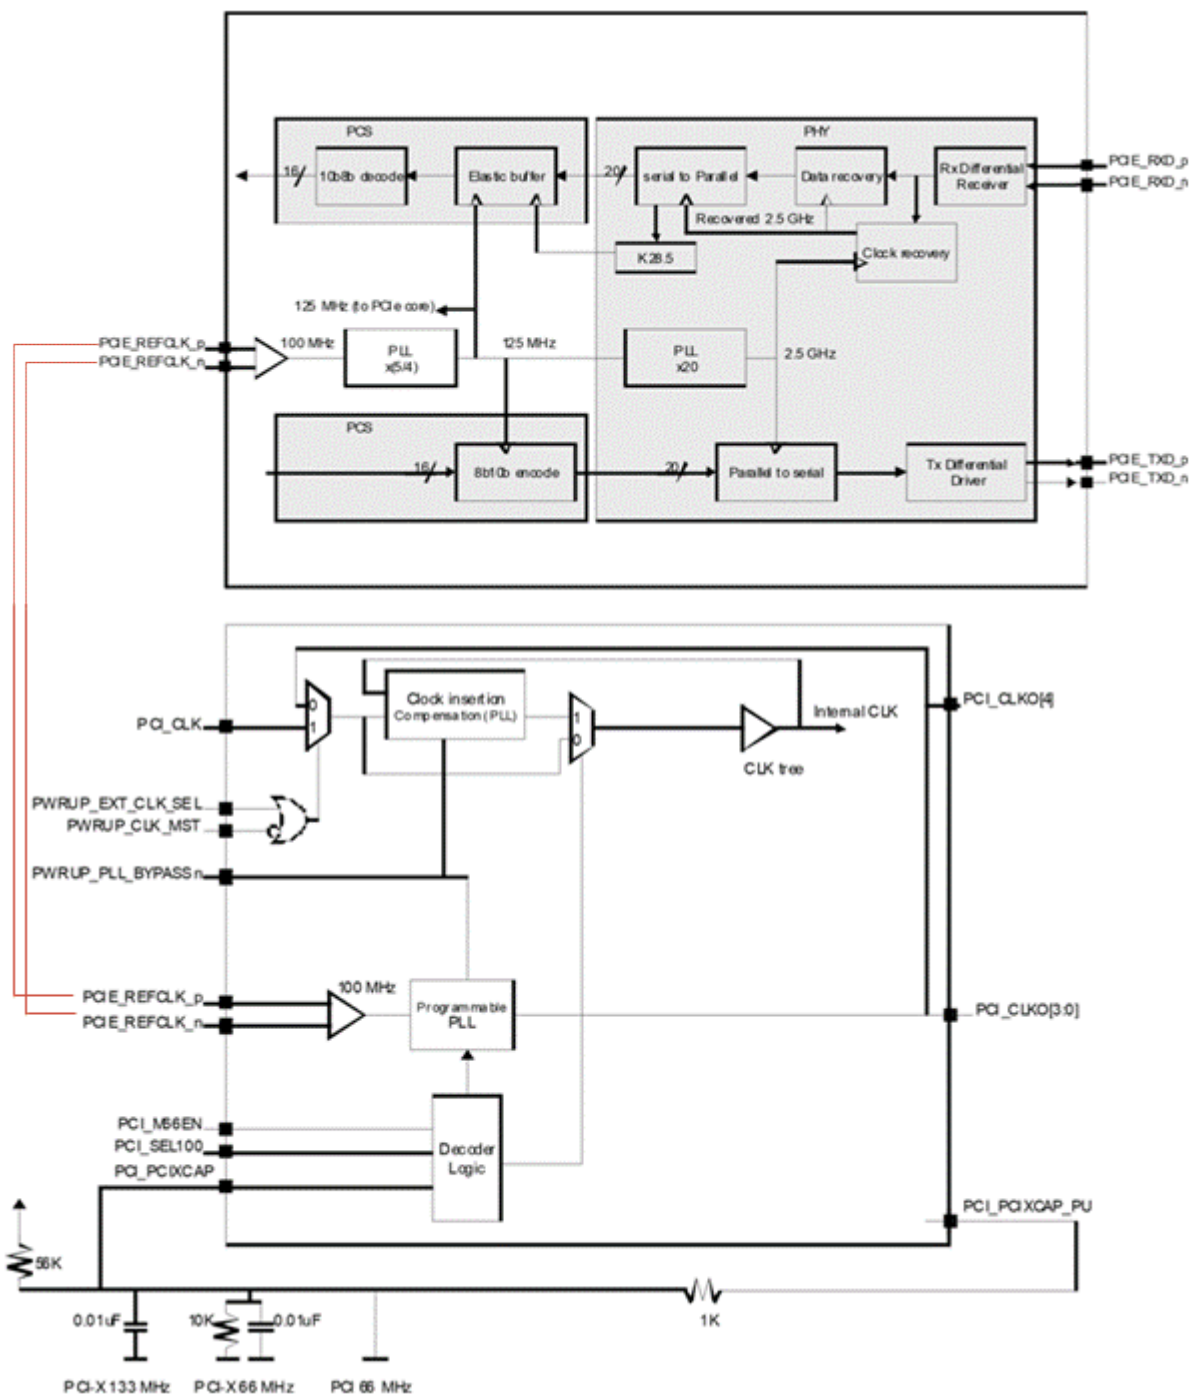 PCS
PHY
16
10b8b decode
Elastic buffer
20
serial to Parallel
Data recovery
Rx Differential
Receiver
PCIE_RXD_p
PCIE_RXD_n
Recovered 2.5 GHz
K28.5
Clock recovery
125 MHz (to PCIe core)
PCIE_REFCLK_p
PCIE_REFCLK_n
100 MHz
PLL
x(5/4)
125 MHz
PLL
x20
2.5 GHz
PCS
16
8b10b encode
20
Parallel to serial
Tx Differential
Driver
PCIE_TXD_p
PCIE_TXD_n
PCI_CLK
0
1
Clock insertion
Compensation (PLL)
1
0
CLK tree
Internal CLK
PCI_CLKO[4]
PWRUP_EXT_CLK_SEL
PWRUP_CLK_MST
PWRUP_PLL_BYPASSn
PCIE_REFCLK_p
PCIE_REFCLK_n
100 MHz
Programmable
PLL
PCI_CLKO[3:0]
PCI_M66EN
PCI_SEL100
PCI_PCIXCAP
Decoder
Logic
PCI_PCIXCAP_PU
56K
0.01uF
10K
0.01uF
1K
PCI-X 133 MHz
PCI-X 66 MHz
PCI 66 MHz